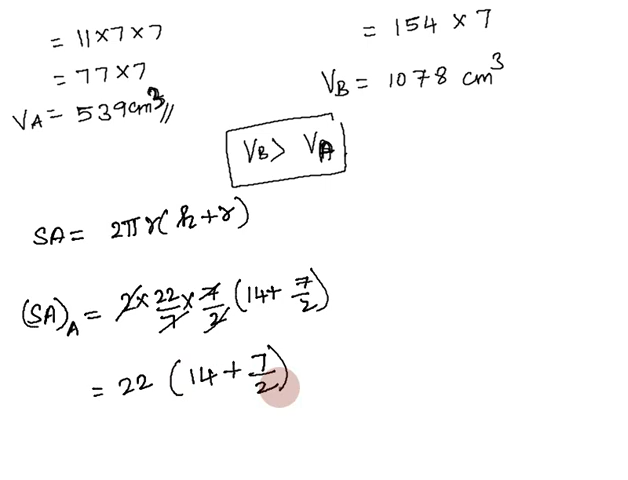 = 11×7×7
= 77×7
V_A = 539cm³//
= 154 × 7
V_B = 1078 cm³
V_B > V_A
SA = 2πr(h+r)
(SA)_A = 2 × 22/7 × 7/2 (14 + 7/2)
= 22 (14 + 7/2)